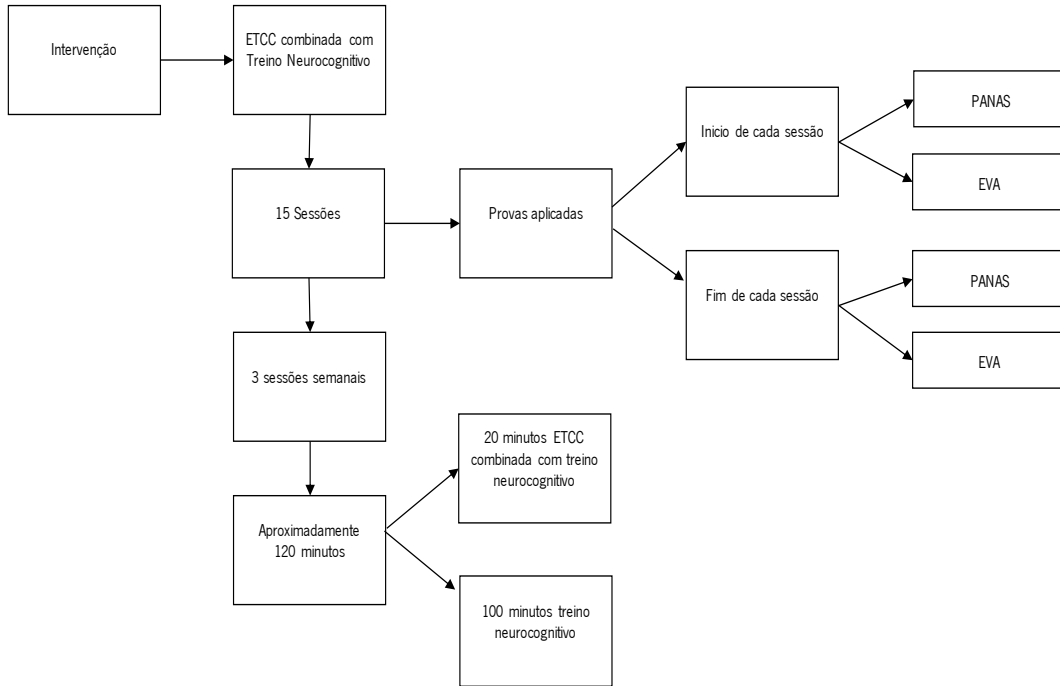 Intervenção
ETCC combinada com
Treino Neurocognitivo
15 Sessões
Provas aplicadas
Inicio de cada sessão
PANAS
EVA
Fim de cada sessão
PANAS
EVA
3 sessões semanais
Aproximadamente
120 minutos
20 minutos ETCC
combinada com treino
neurocognitivo
100 minutos treino
neurocognitivo